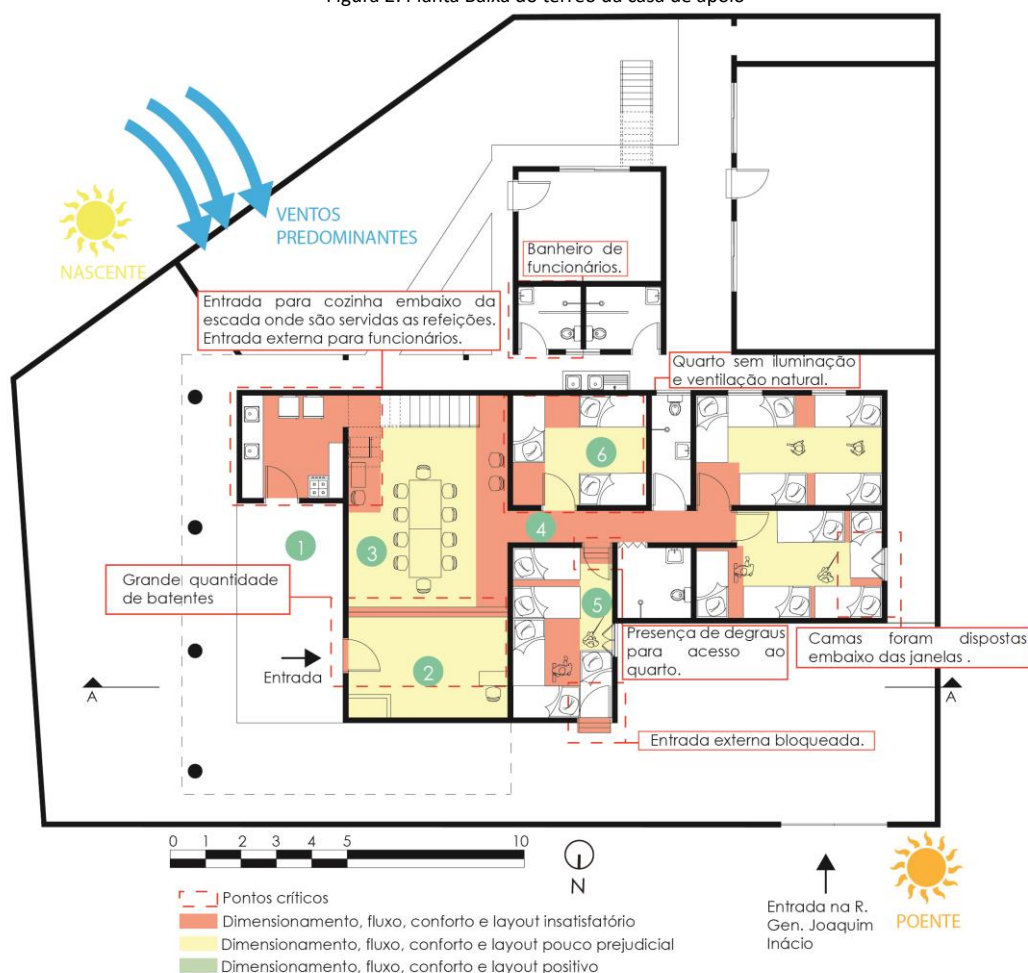 Figura 2: Planta Baixa do térreo da casa de apoio
VENTOS
PREDOMINANTES
NASCENTE
Banheiro de
funcionários.
Entrada para cozinha embaixo da
escada onde são servidas as refeições.
Entrada externa para funcionários.
Quarto sem iluminação
e ventilação natural.
6
1
3
4
Grande quantidade
de batentes
5
Entrada
2
Presença de degraus
para acesso ao
quarto.
Camas foram dispostas
embaixo das janelas .
A
A
Entrada externa bloqueada.
0 1 2 3 4 5 10
N
Pontos críticos
Dimensionamento, fluxo, conforto e layout insatisfatório
Dimensionamento, fluxo, conforto e layout pouco prejudicial
Dimensionamento, fluxo, conforto e layout positivo
Entrada na R.
Gen. Joaquim
Inácio
POENTE